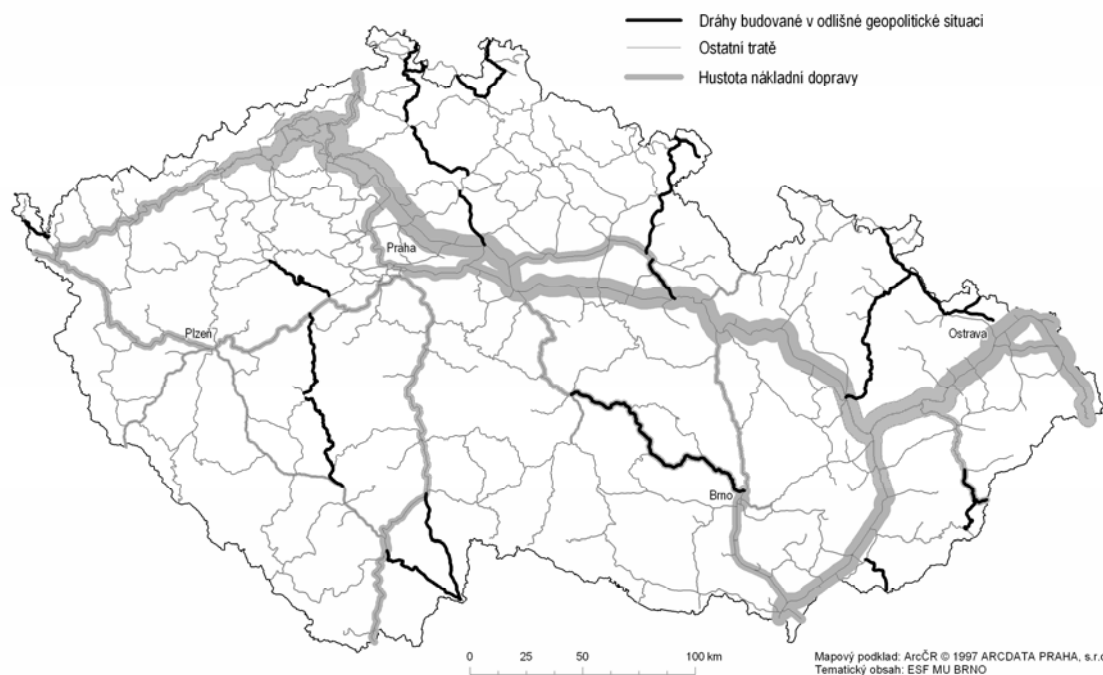 Dráhy budované v odlišné geopolitické situaci
Ostatní tratě
Hustota nákladní dopravy
Praha
Plzeň
Ostrava
Brno
0 25 50 100 km
Mapový podklad: ArcČR © 1997 ARCDATA PRAHA, s.r.o
Tematický obsah: ESF MU BRNO